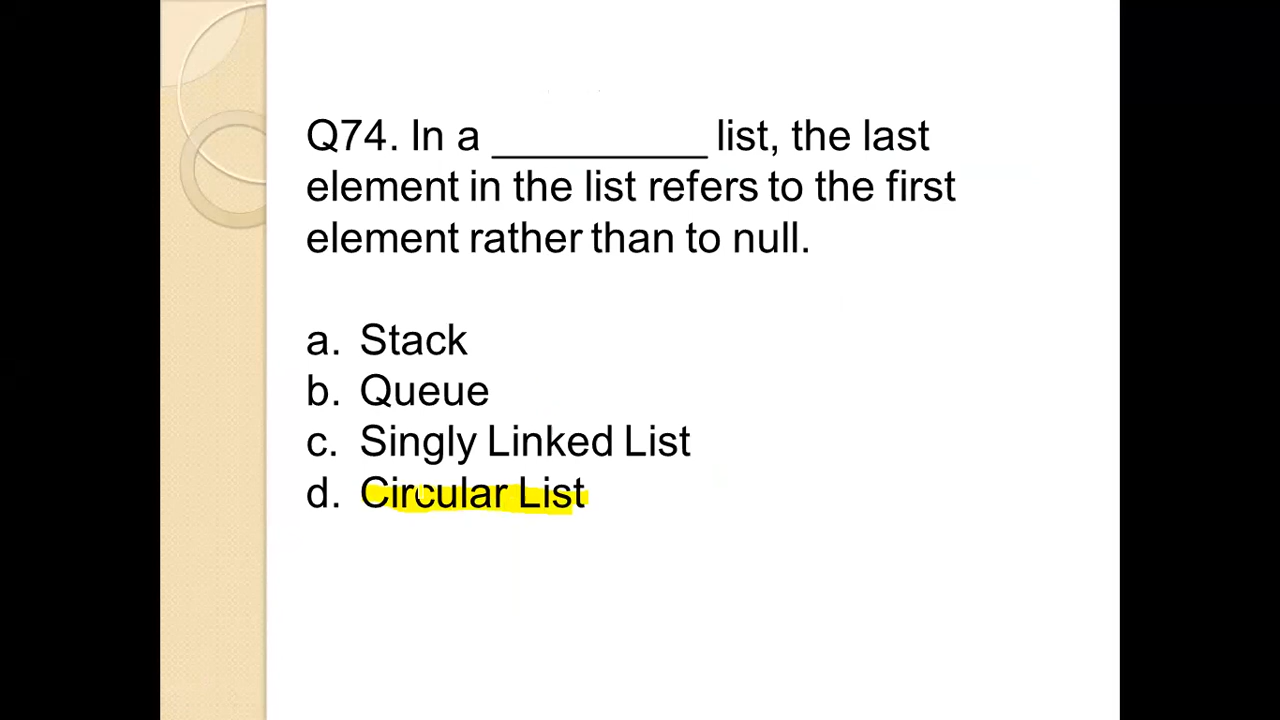 Q74. In a _________ list, the last
element in the list refers to the first
element rather than to null.
a. Stack
b. Queue
c. Singly Linked List
d. Circular List